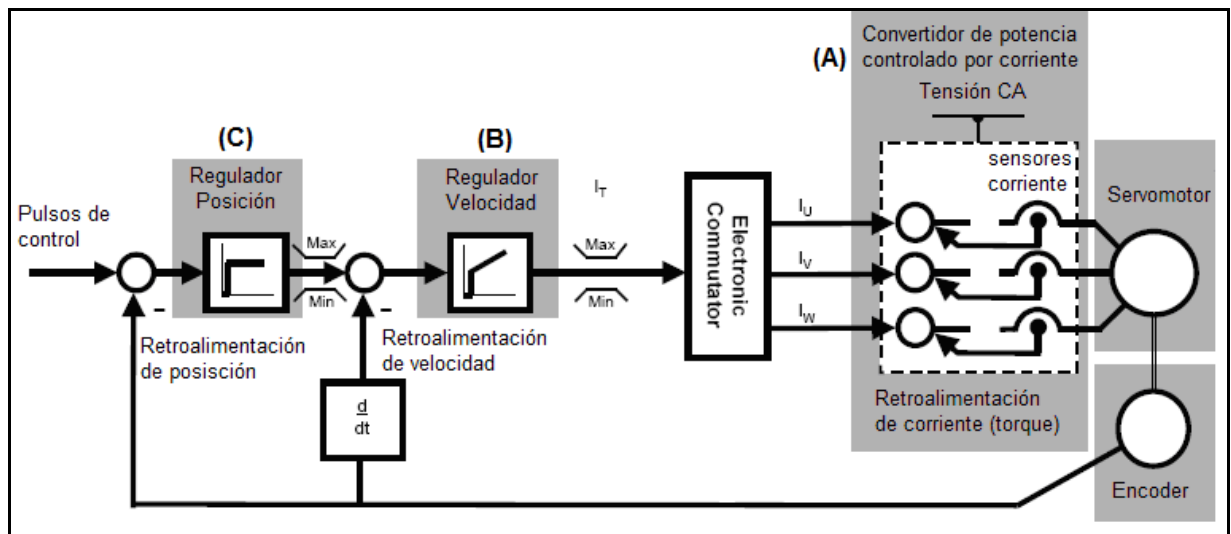 Convertidor de potencia
controlado por corriente
(A)
Tensión CA
(C)
(B)
sensores
corriente
Regulador
Posición
Regulador
Velocidad
I_T
Servomotor
Pulsos de
control
Max
Min
Max
Min
Electronic
Commutator
I_U
I_V
I_W
–
–
Retroalimentación
de posisción
Retroalimentación
de velocidad
d
dt
Retroalimentación
de corriente (torque)
Encoder